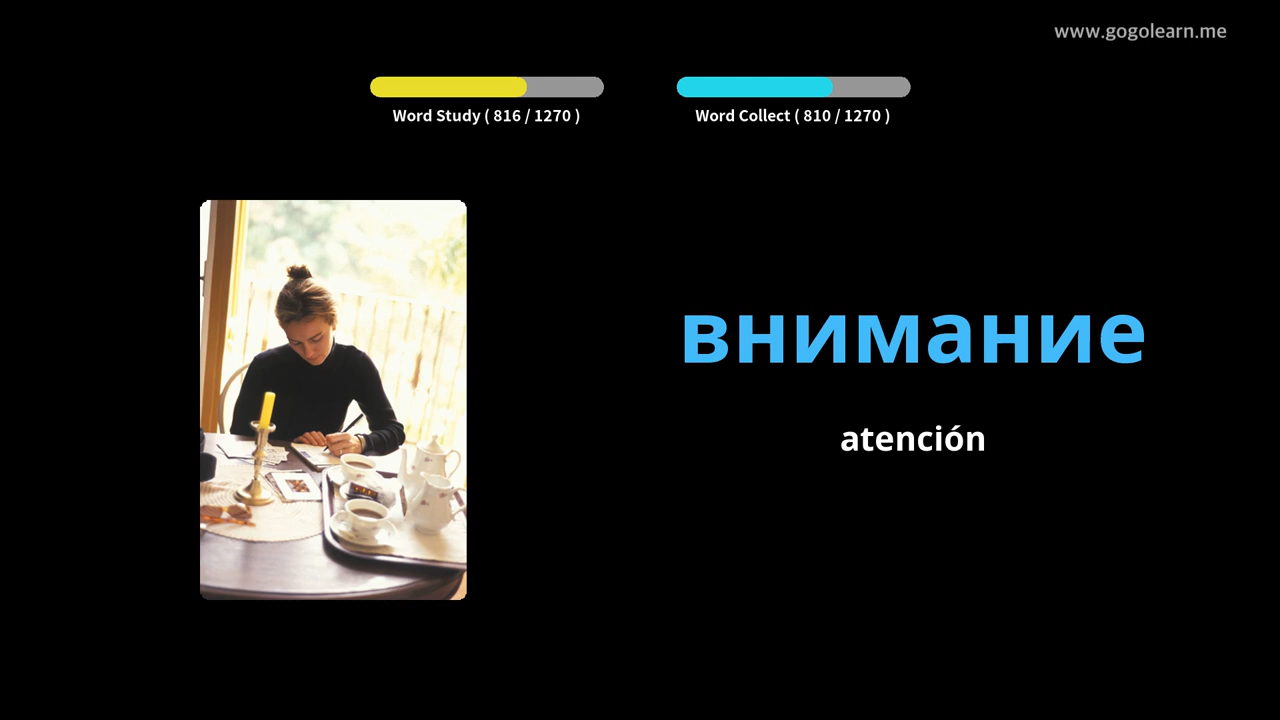 www.gogolearn.me
Word Study ( 816 / 1270 )
Word Collect ( 810 / 1270 )
внимание
atención